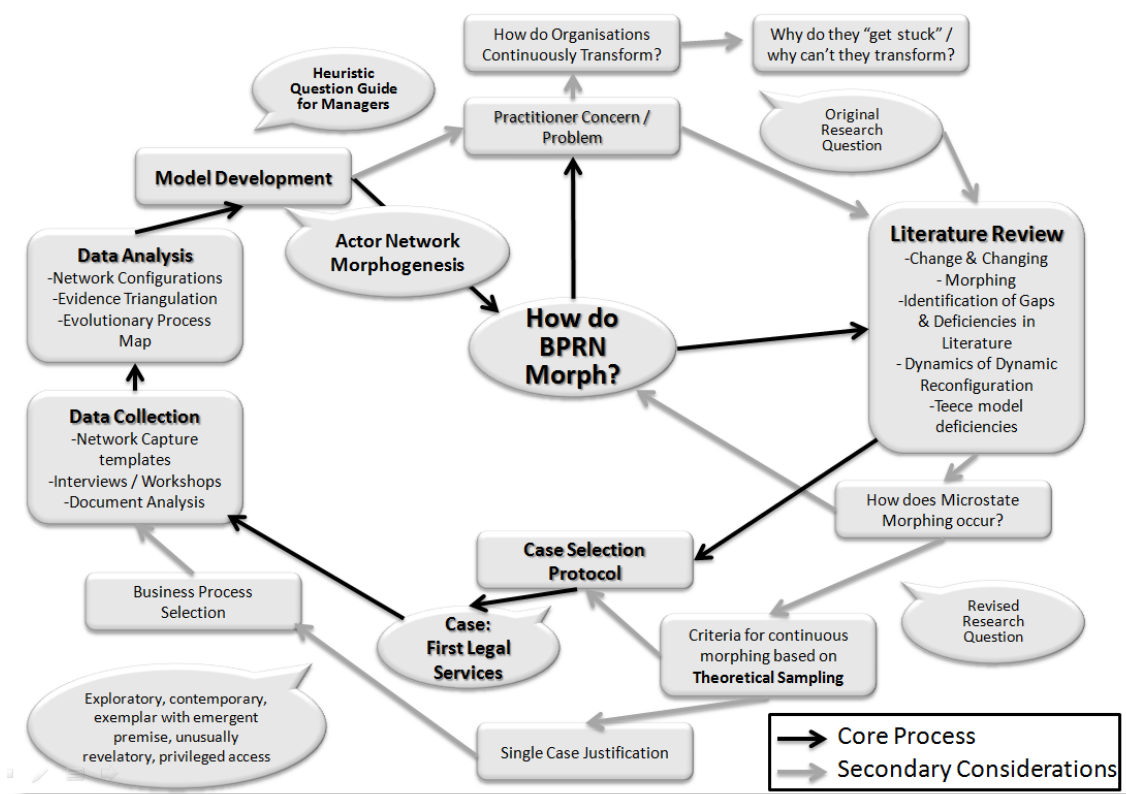 How do Organisations
Continuously Transform?
Why do they “get stuck” /
why can’t they transform?
Heuristic
Question Guide
for Managers
Practitioner Concern /
Problem
Original
Research
Question
Model Development
Actor Network
Morphogenesis
Literature Review
-Change & Changing
- Morphing
-Identification of Gaps
& Deficiencies in
Literature
- Dynamics of Dynamic
Reconfiguration
-Teece model
deficiencies
Data Analysis
-Network Configurations
-Evidence Triangulation
-Evolutionary Process
Map
How do
BPRN
Morph?
Data Collection
-Network Capture
templates
-Interviews / Workshops
-Document Analysis
How does Microstate
Morphing occur?
Case Selection
Protocol
Business Process
Selection
Case:
First Legal
Services
Criteria for continuous
morphing based on
Theoretical Sampling
Revised
Research
Question
Exploratory, contemporary,
exemplar with emergent
premise, unusually
revelatory, privileged access
Single Case Justification
Core Process
Secondary Considerations